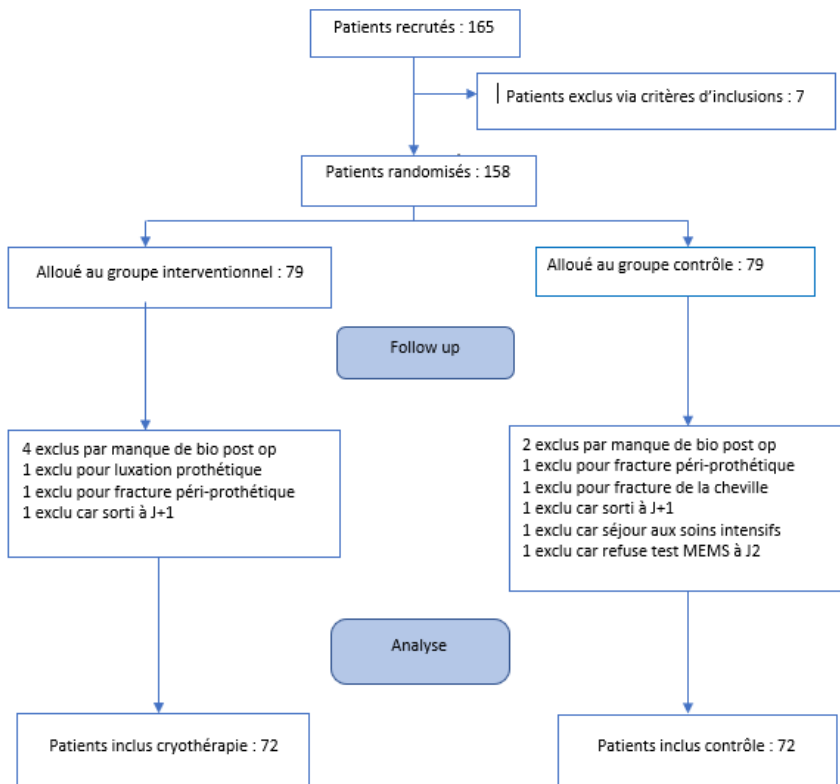 Patients recrutés : 165
Patients exclus via critères d'inclusions : 7
Patients randomisés : 158
Alloué au groupe interventionnel : 79
Alloué au groupe contrôle : 79
Follow up
4 exclus par manque de bio post op
1 exclu pour luxation prothétique
1 exclu pour fracture péri-prothétique
1 exclu car sorti à J+1
2 exclus par manque de bio post op
1 exclu pour fracture péri-prothétique
1 exclu pour fracture de la cheville
1 exclu car sorti à J+1
1 exclu car séjour aux soins intensifs
1 exclu car refuse test MEMS à J2
Analyse
Patients inclus cryothérapie : 72
Patients inclus contrôle : 72